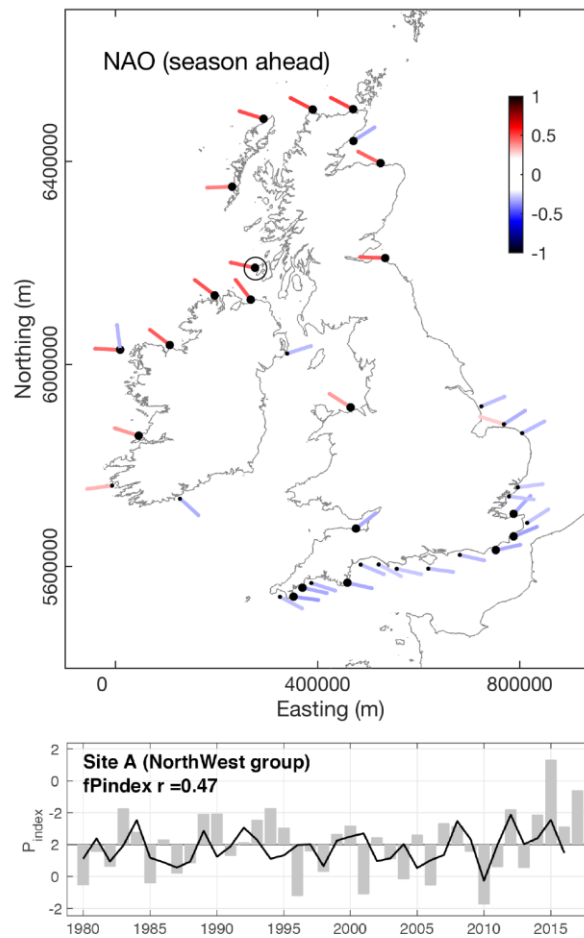 NAO (season ahead)
1
0.5
0
-0.5
-1
6400000
6000000
5600000
Northing (m)
0 400000 800000
Easting (m)
Site A (NorthWest group)
fPindex r =0.47
2
0
-2
2
0
-2
Pindex
1980 1985 1990 1995 2000 2005 2010 2015